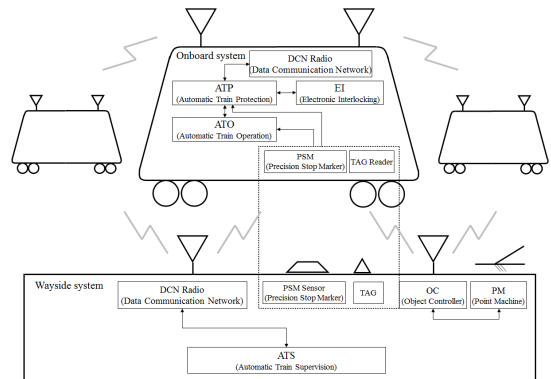 Onboard system
DCN Radio
(Data Communication Network)
ATP
(Automatic Train Protection)
EI
(Electronic Interlocking)
ATO
(Automatic Train Operation)
PSM
(Precision Stop Marker)
TAG Reader
Wayside system
DCN Radio
(Data Communication Network)
PSM Sensor
(Precision Stop Marker)
TAG
OC
(Object Controller)
PM
(Point Machine)
ATS
(Automatic Train Supervision)